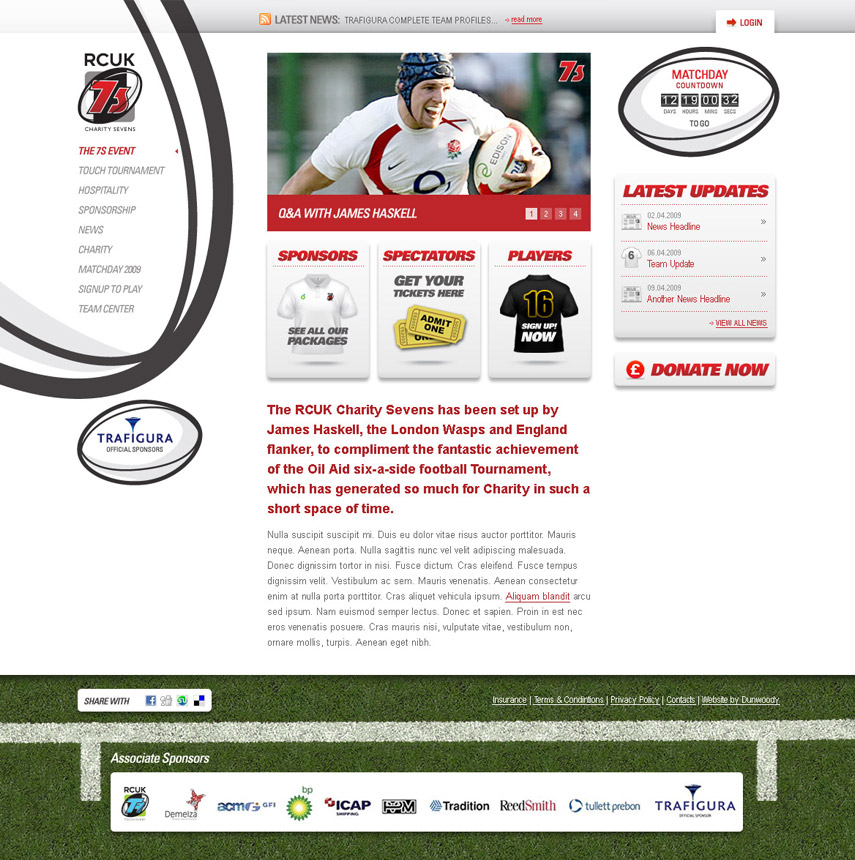 LATEST NEWS: TRAFIGURA COMPLETE TEAM PROFILES... read more
LOGIN
RCUK
7s
CHARITY SEVENS
THE 7S EVENT
TOUCH TOURNAMENT
HOSPITALITY
SPONSORSHIP
NEWS
CHARITY
MATCHDAY 2009
SIGNUP TO PLAY
TEAM CENTER
TRAFIGURA
OFFICIAL SPONSORS
7s
EDISON
Q&A WITH JAMES HASKELL
1 2 3 4
SPONSORS
SEE ALL OUR
PACKAGES
SPECTATORS
GET YOUR
TICKETS HERE
ADMIT
ONE
PLAYERS
16
SIGN UP!
NOW
MATCHDAY
COUNTDOWN
12 19 00 32
DAYS HOURS MINS SECS
TO GO
LATEST UPDATES
02.04.2009
News Headline
6
06.04.2009
Team Update
09.04.2009
Another News Headline
VIEW ALL NEWS
£ DONATE NOW
The RCUK Charity Sevens has been set up by
James Haskell, the London Wasps and England
flanker, to compliment the fantastic achievement
of the Oil Aid six-a-side football Tournament,
which has generated so much for Charity in such a
short space of time.
Nulla suscipit suscipit mi. Duis eu dolor vitae risus auctor porttitor. Mauris
neque. Aenean porta. Nulla sagittis nunc vel velit adipiscing malesuada.
Donec dignissim tortor in nisi. Fusce dictum. Cras eleifend. Fusce tempus
dignissim velit. Vestibulum ac sem. Mauris venenatis. Aenean consectetur
enim at nulla porta porttitor. Cras aliquet vehicula ipsum. Aliquam blandit arcu
sed ipsum. Nam euismod semper lectus. Donec et sapien. Proin in est nec
eros venenatis posuere. Cras mauris nisi, vulputate vitae, vestibulum non,
ornare mollis, turpis. Aenean eget nibh.
SHARE WITH
Insurance | Terms & Condintions | Privacy Policy | Contacts | Website by Dunwoody
Associate Sponsors
RCUK
Demelza
acm GFI
bp
ICAP
SHIPPING
Tradition
ReedSmith
tullett prebon
TRAFIGURA
OFFICIAL SPONSOR